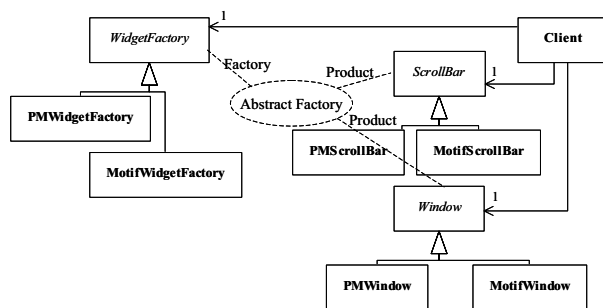 1
WidgetFactory
Client
Factory
Product
ScrollBar
1
PMWidgetFactory
Abstract Factory
Product
MotifWidgetFactory
PMScrollBar
MotifScrollBar
Window
1
PMWindow
MotifWindow